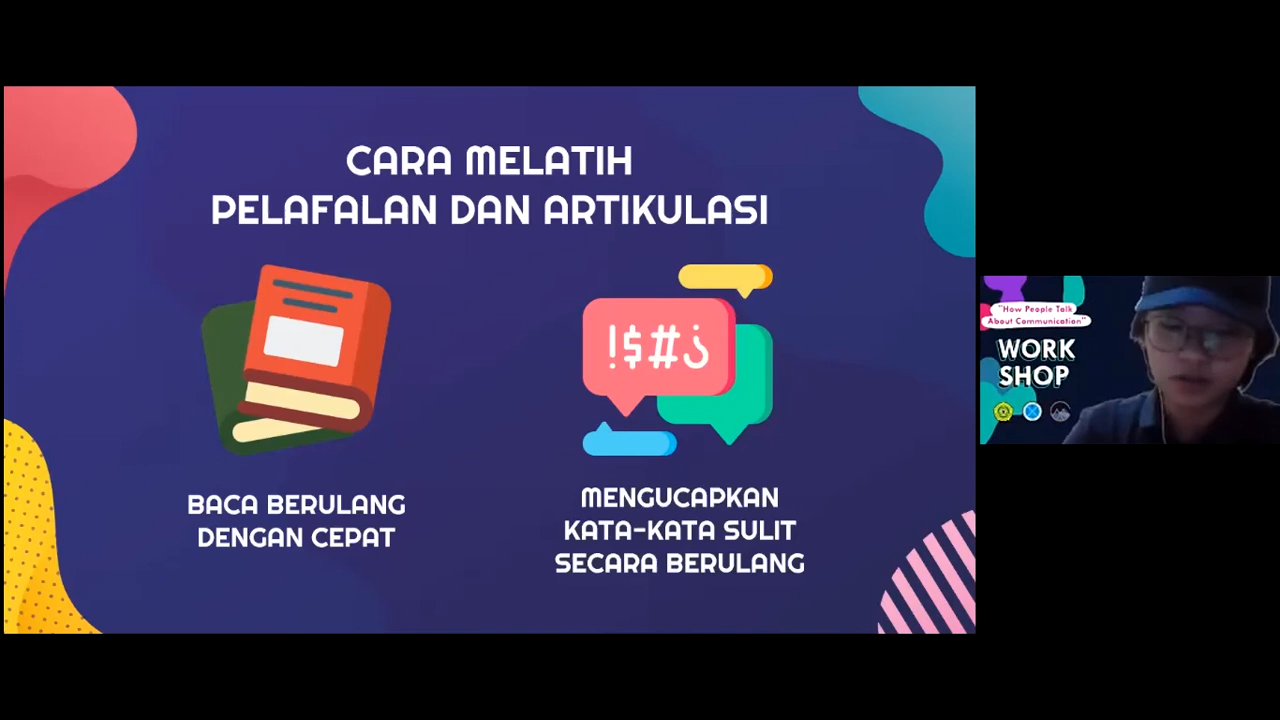 CARA MELATIH
PELAFALAN DAN ARTIKULASI
!$#¿
BACA BERULANG
DENGAN CEPAT
MENGUCAPKAN
KATA-KATA SULIT
SECARA BERULANG
"How People Talk
About Communication"
WORK
SHOP